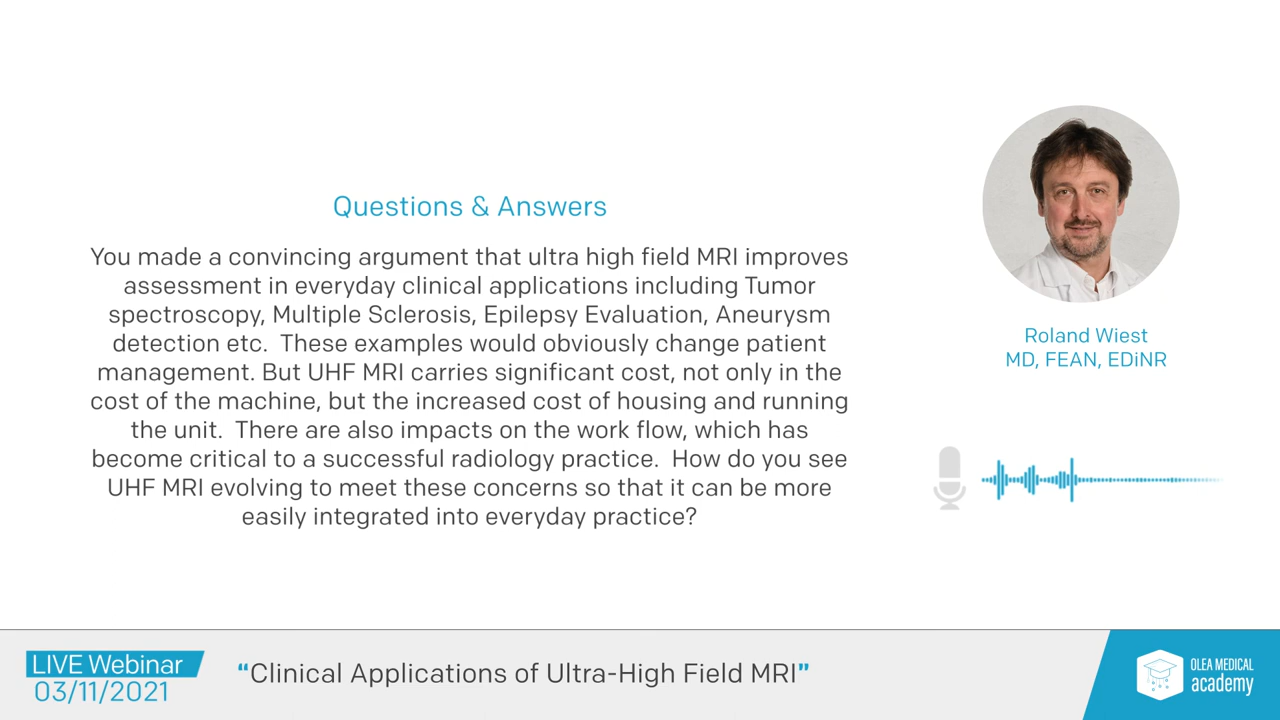 Questions & Answers
You made a convincing argument that ultra high field MRI improves
assessment in everyday clinical applications including Tumor
spectroscopy, Multiple Sclerosis, Epilepsy Evaluation, Aneurysm
detection etc.  These examples would obviously change patient
management. But UHF MRI carries significant cost, not only in the
cost of the machine, but the increased cost of housing and running
the unit.  There are also impacts on the work flow, which has
become critical to a successful radiology practice.  How do you see
UHF MRI evolving to meet these concerns so that it can be more
easily integrated into everyday practice?
Roland Wiest
MD, FEAN, EDiNR
LIVE Webinar
03/11/2021
“Clinical Applications of Ultra-High Field MRI”
OLEA MEDICAL
academy